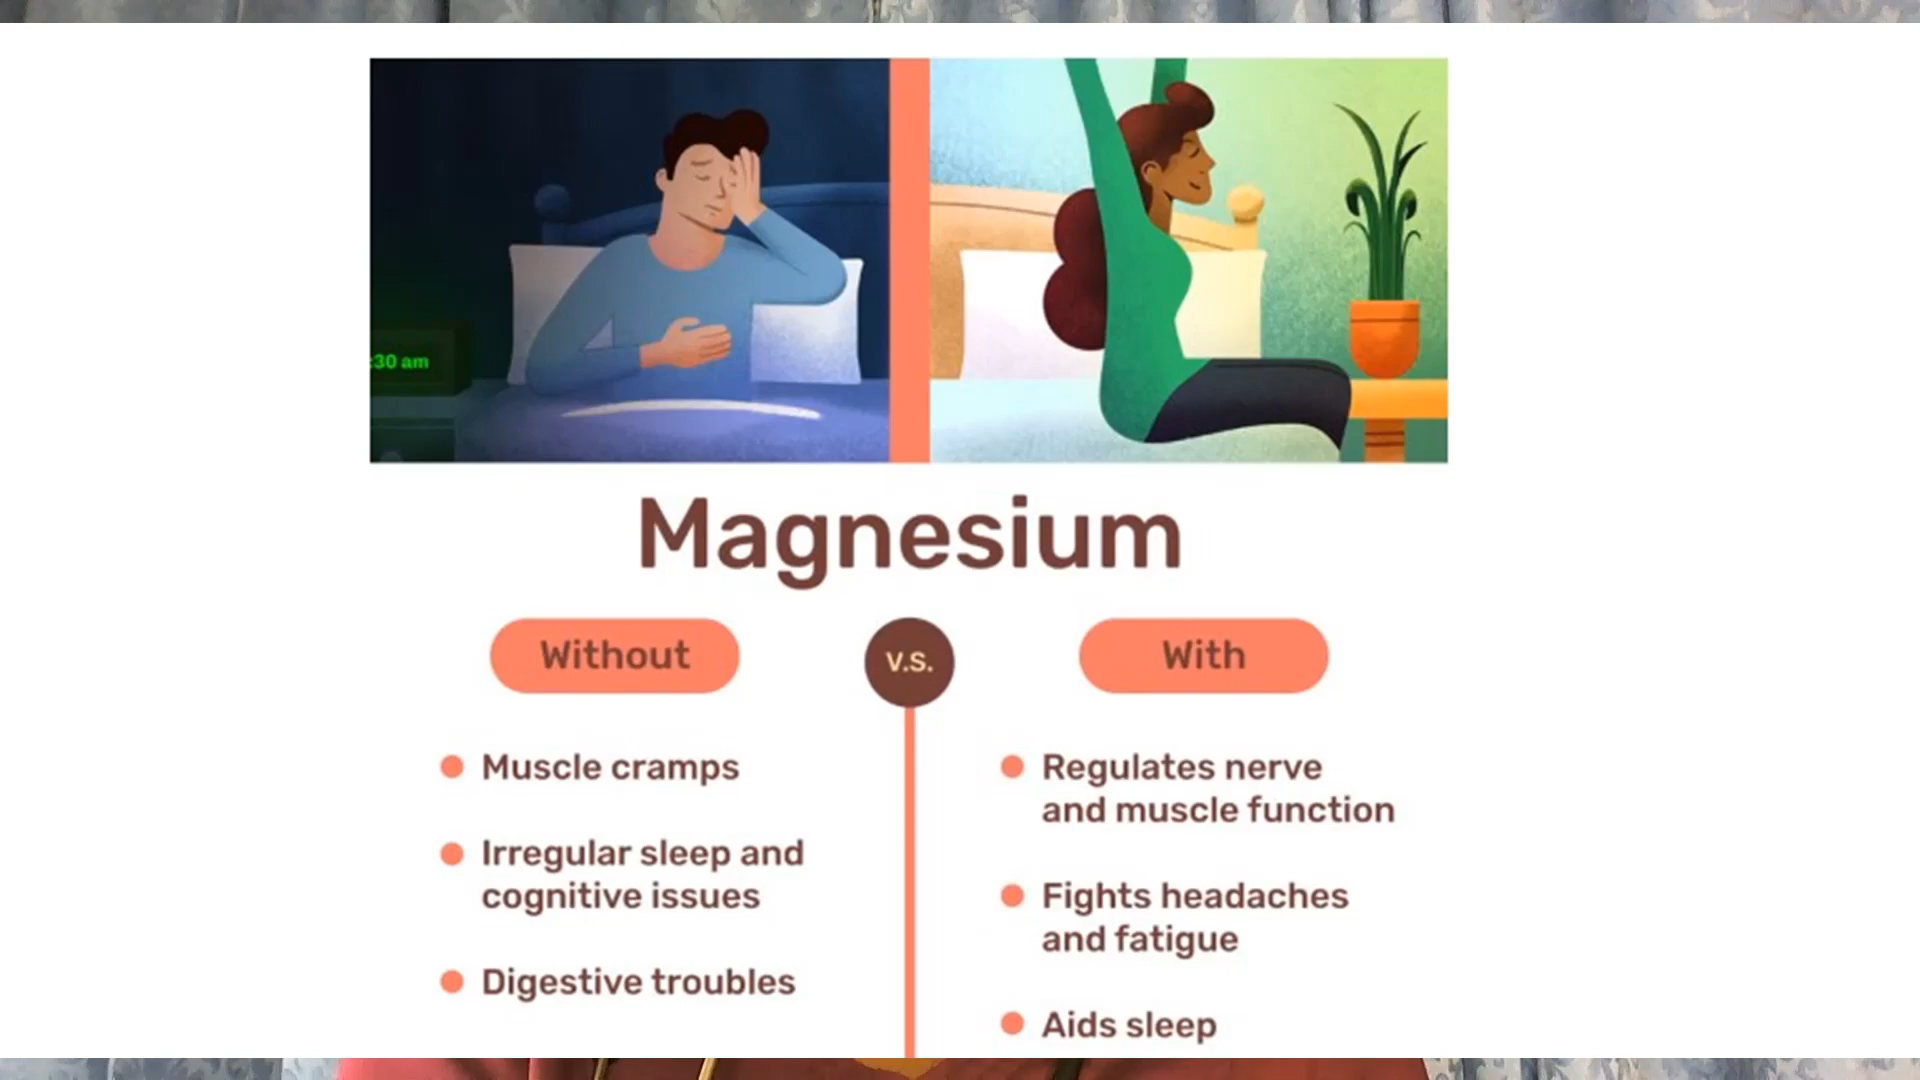 :30 am
Magnesium
Without
V.S.
With
Muscle cramps
Irregular sleep and
cognitive issues
Digestive troubles
Regulates nerve
and muscle function
Fights headaches
and fatigue
Aids sleep